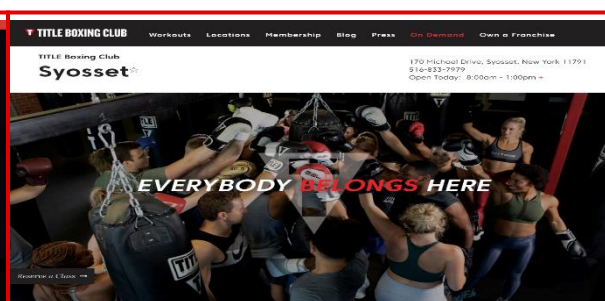 TITLE BOXING CLUB Workouts Locations Membership Blog Press On Demand Own a Franchise
TITLE Boxing Club
Syosset☆
170 Michael Drive, Syosset, New York 11791
516-833-7979
Open Today: 8:00am - 1:00pm +
EVERYBODY BELONGS HERE
TITLE
Reserve a Class →